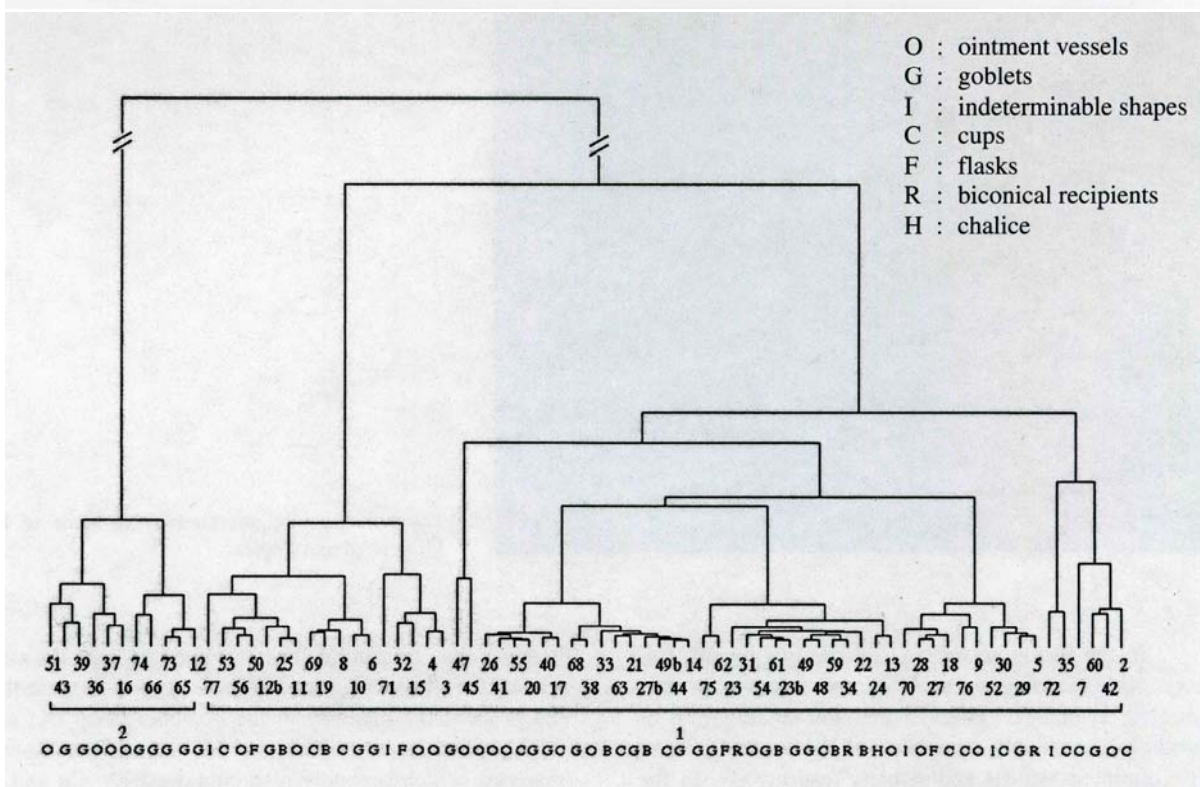 O : ointment vessels
G : goblets
I : indeterminable shapes
C : cups
F : flasks
R : biconical recipients
H : chalice
51 39 37 74 73 12 53 50 25 69 8 6 32 4 47 26 55 40 68 33 21 49b 14 62 31 61 49 59 22 13 28 18 9 30 5 35 60 2
43 36 16 66 65 77 56 12b 11 19 10 71 15 3 45 41 20 17 38 63 27b 44 75 23 54 23b 48 34 24 70 27 76 52 29 72 7 42
2 1
O G G O O O G G G G G I C O F G B O C B C G G I F O O G O O O O C G G C G O B C G B C G G G F R O G B G G C B R B H O I O F C C O I C G R I C C G O C